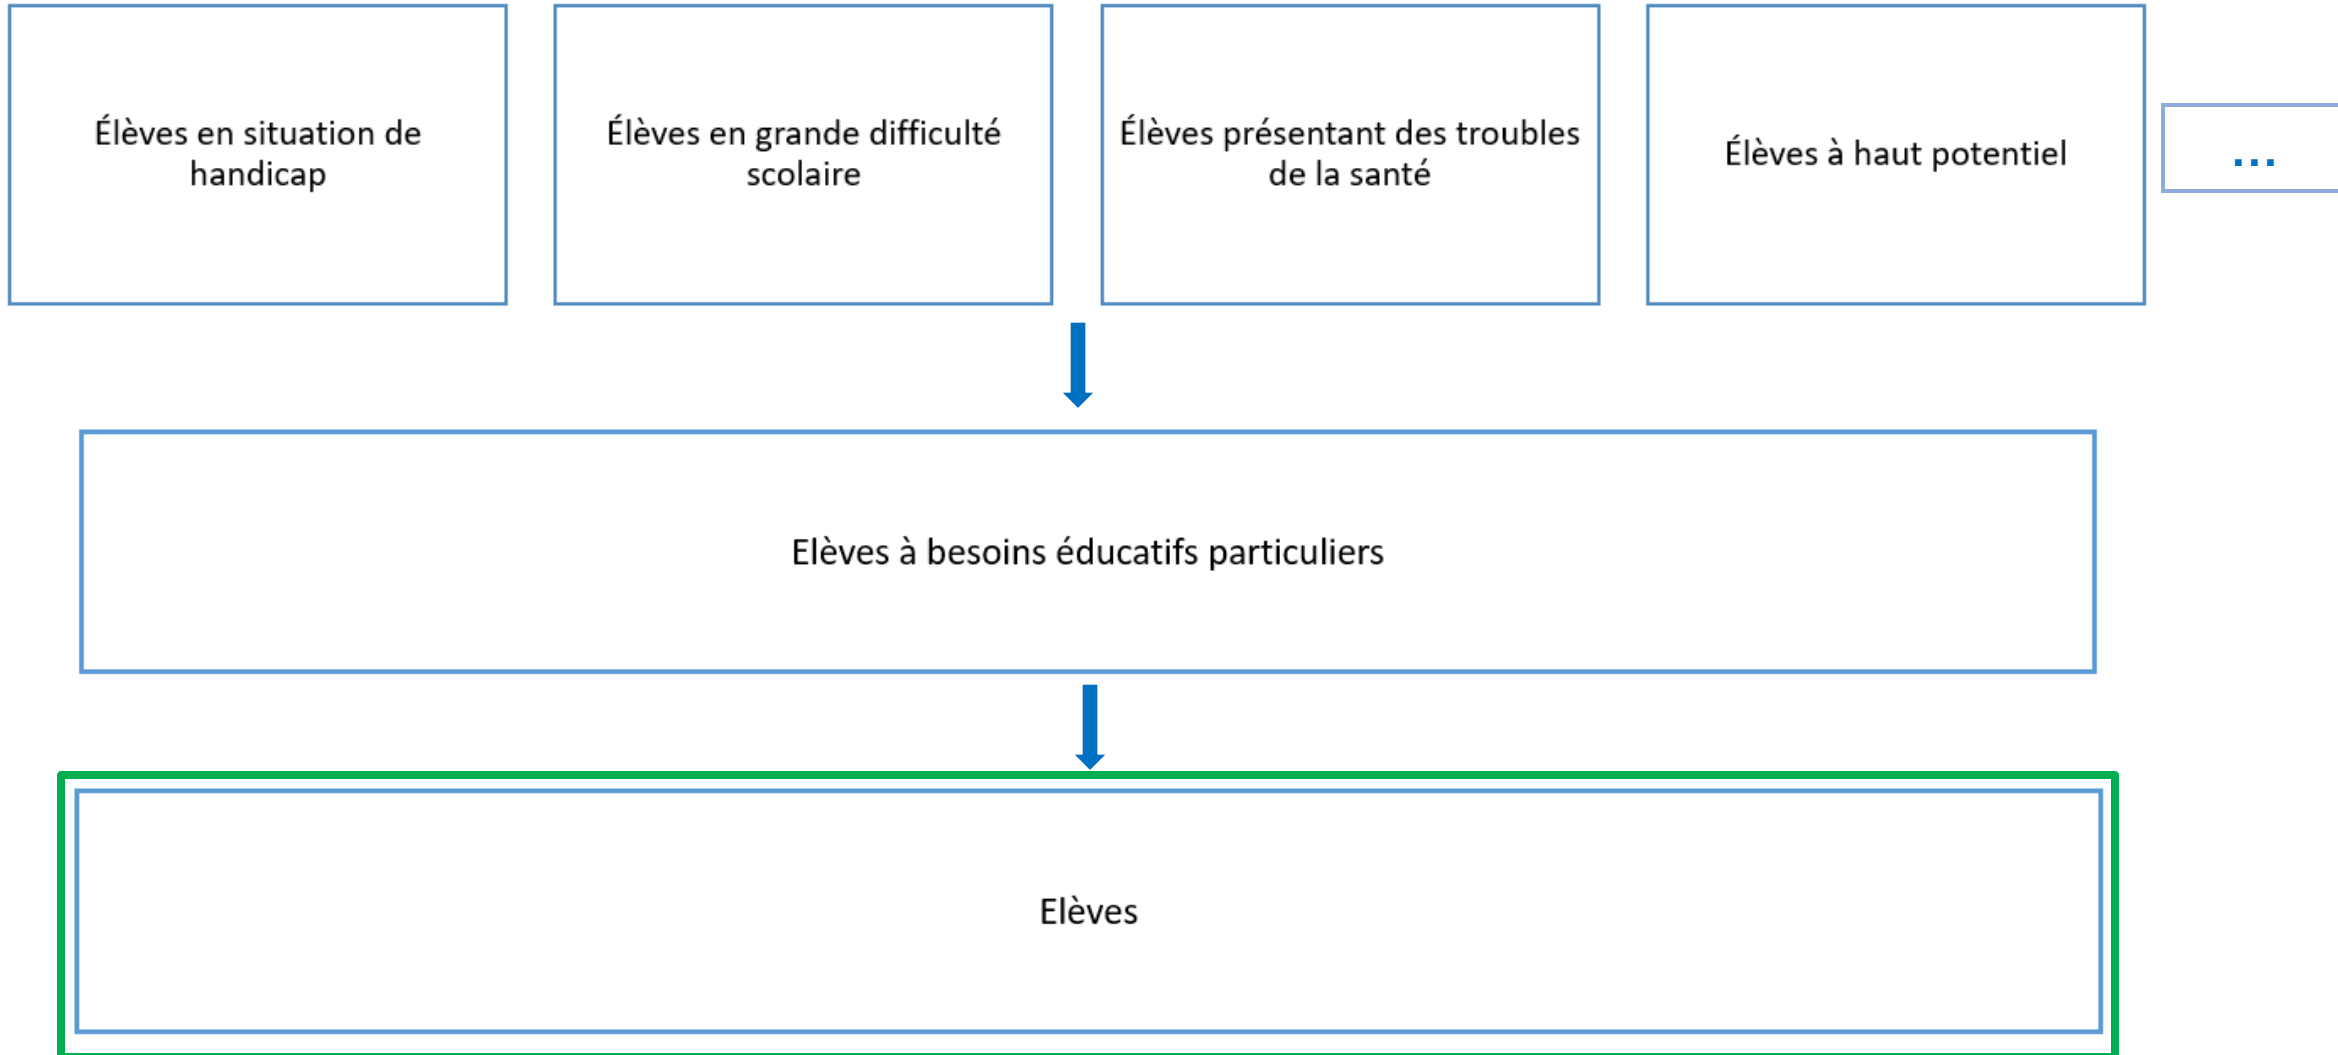 Élèves en situation de
handicap
Élèves en grande difficulté
scolaire
Élèves présentant des troubles
de la santé
Élèves à haut potentiel
...
Elèves à besoins éducatifs particuliers
Elèves